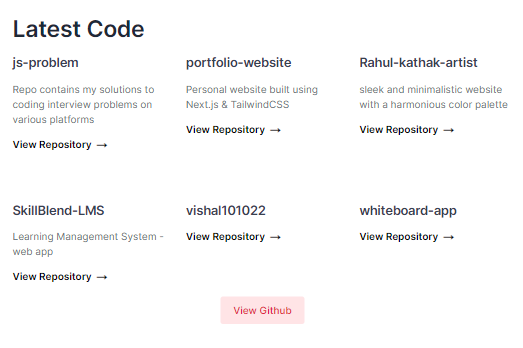 Latest Code
js-problem
Repo contains my solutions to
coding interview problems on
various platforms
View Repository →
portfolio-website
Personal website built using
Next.js & TailwindCSS
View Repository →
Rahul-kathak-artist
sleek and minimalistic website
with a harmonious color palette
View Repository →
SkillBlend-LMS
Learning Management System -
web app
View Repository →
vishal101022
View Repository →
whiteboard-app
View Repository →
View Github